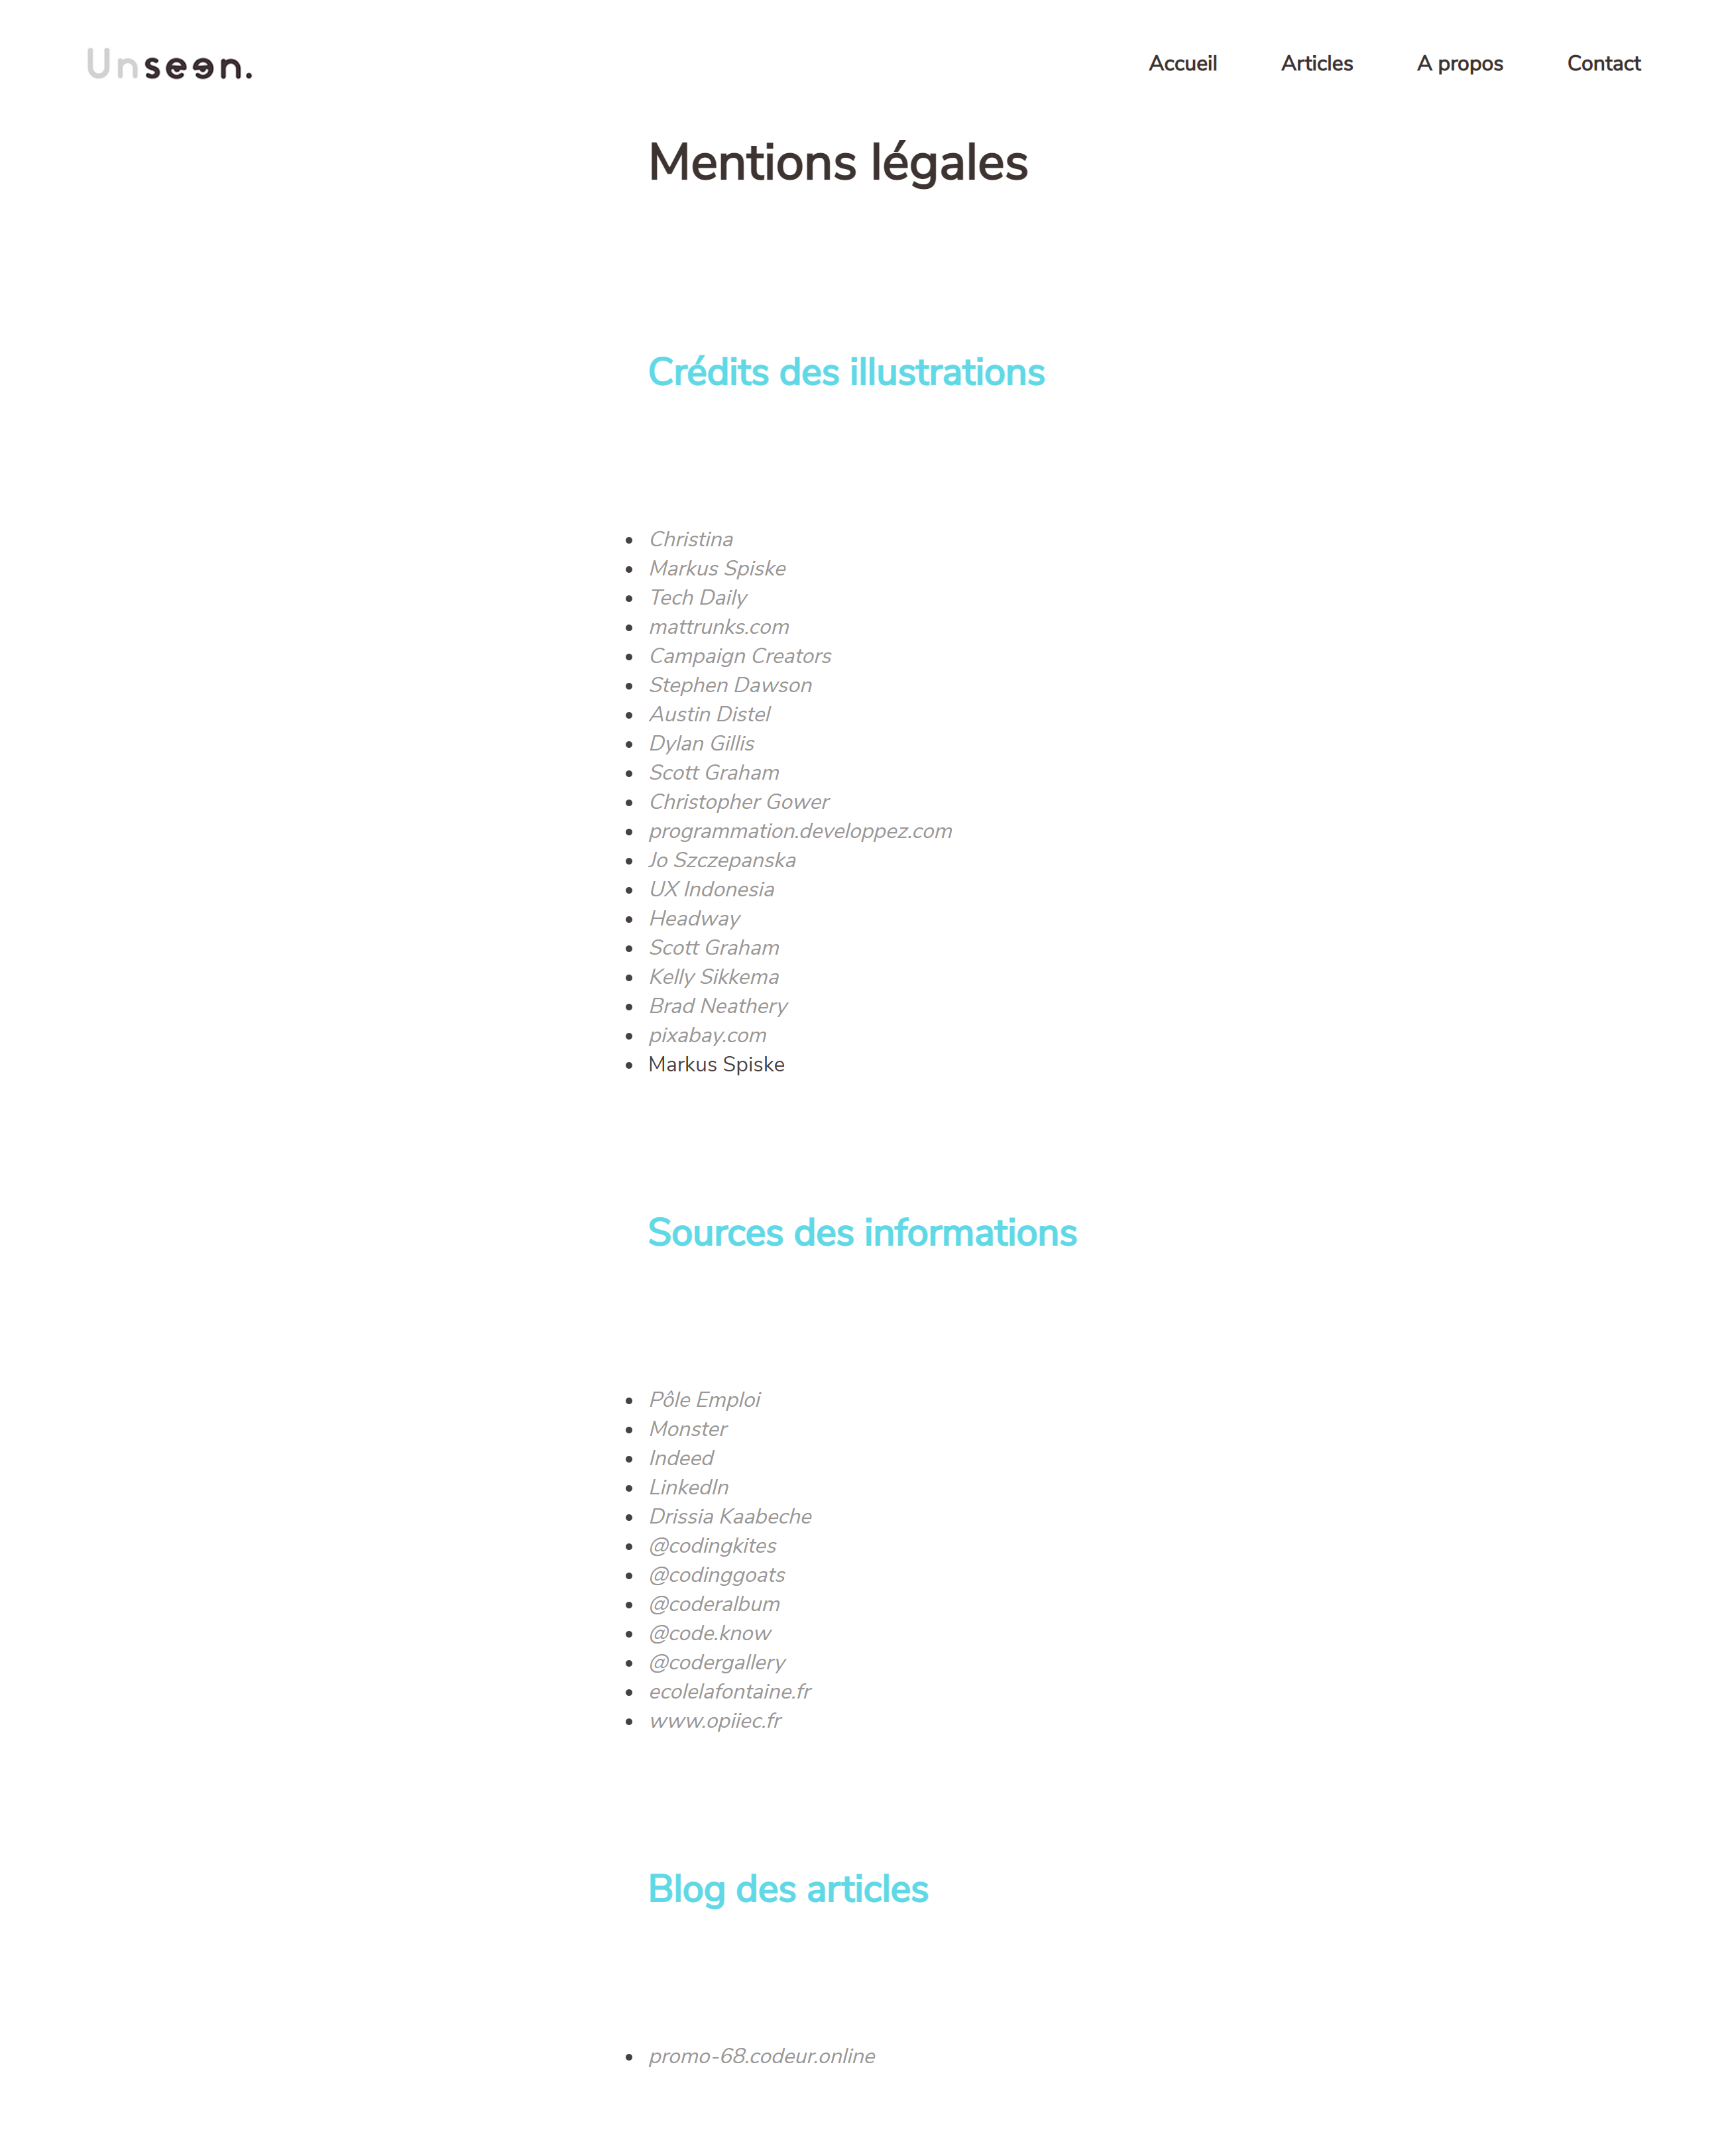 Unseen.
Accueil Articles A propos Contact
Mentions légales
Crédits des illustrations
Christina
Markus Spiske
Tech Daily
mattrunks.com
Campaign Creators
Stephen Dawson
Austin Distel
Dylan Gillis
Scott Graham
Christopher Gower
programmation.developpez.com
Jo Szczepanska
UX Indonesia
Headway
Scott Graham
Kelly Sikkema
Brad Neathery
pixabay.com
Markus Spiske
Sources des informations
Pôle Emploi
Monster
Indeed
LinkedIn
Drissia Kaabeche
@codingkites
@codinggoats
@coderalbum
@code.know
@codergallery
ecolelafontaine.fr
www.opiiec.fr
Blog des articles
promo-68.codeur.online